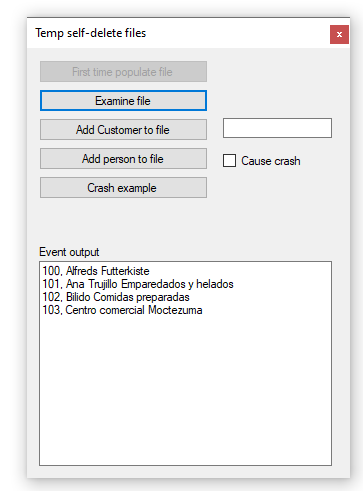 Temp self-delete files
x
First time populate file
Examine file
Add Customer to file
Add person to file
Cause crash
Crash example
Event output
100, Alfreds Futterkiste
101, Ana Trujillo Emparedados y helados
102, Bilido Comidas preparadas
103, Centro comercial Moctezuma